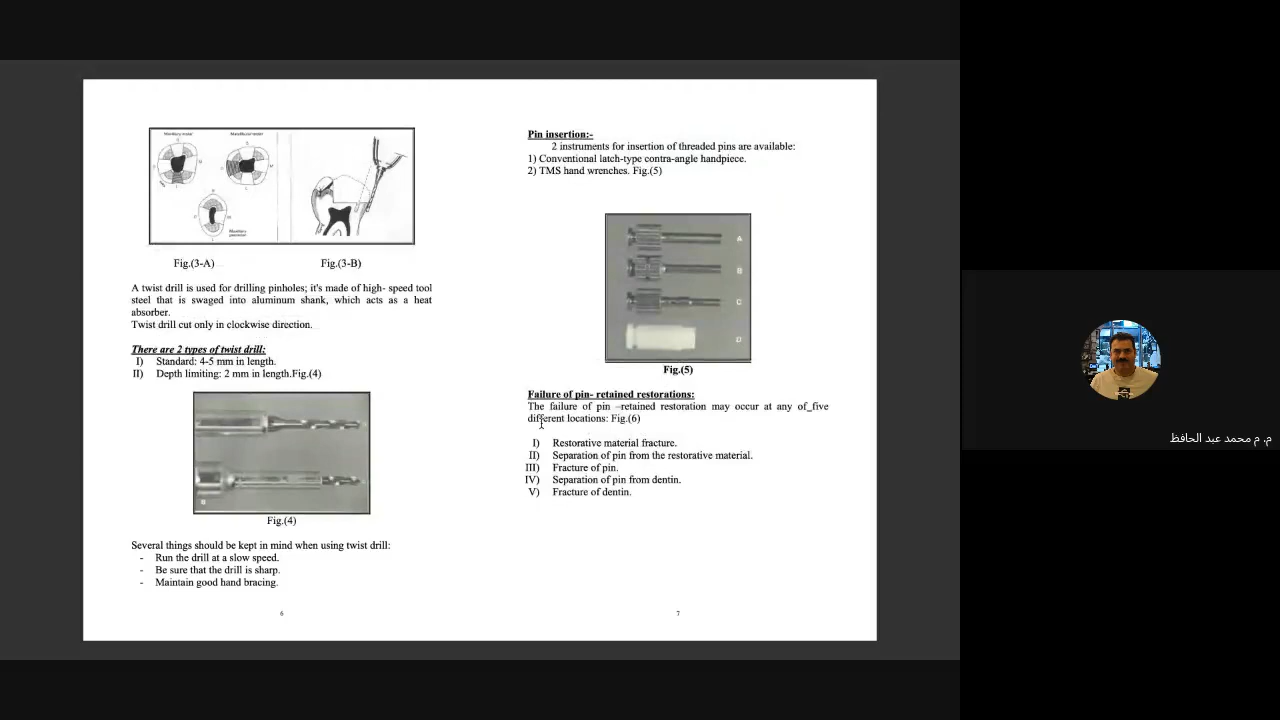 Maxillary molar
Mandibular molar
Maxillary premolar
Fig.(3-A)
Fig.(3-B)
A twist drill is used for drilling pinholes; it's made of high- speed tool
steel that is swaged into aluminum shank, which acts as a heat
absorber.
Twist drill cut only in clockwise direction.
There are 2 types of twist drill:
I) Standard: 4-5 mm in length.
II) Depth limiting: 2 mm in length.Fig.(4)
B
Fig.(4)
Several things should be kept in mind when using twist drill:
- Run the drill at a slow speed.
- Be sure that the drill is sharp.
- Maintain good hand bracing.
6
Pin insertion:-
2 instruments for insertion of threaded pins are available:
1) Conventional latch-type contra-angle handpiece.
2) TMS hand wrenches. Fig.(5)
A
B
C
D
Fig.(5)
Failure of pin- retained restorations:
The failure of pin –retained restoration may occur at any of_five
different locations: Fig.(6)
I) Restorative material fracture.
II) Separation of pin from the restorative material.
III) Fracture of pin.
IV) Separation of pin from dentin.
V) Fracture of dentin.
7
م. م محمد عبد الحافظ